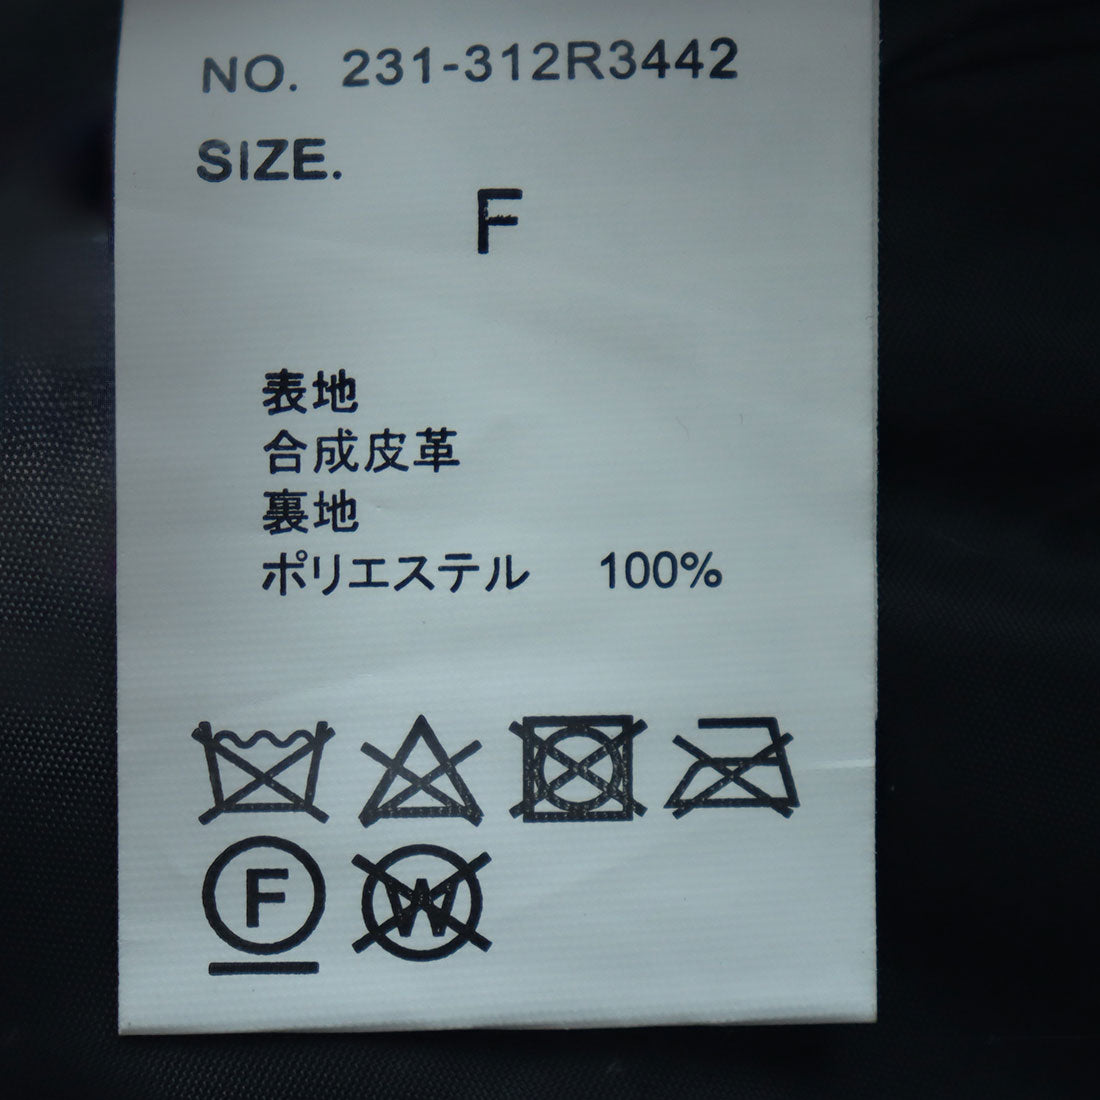 NO. 231-312R3442
SIZE.
F
表地
合成皮革
裏地
ポリエステル 100%
F W